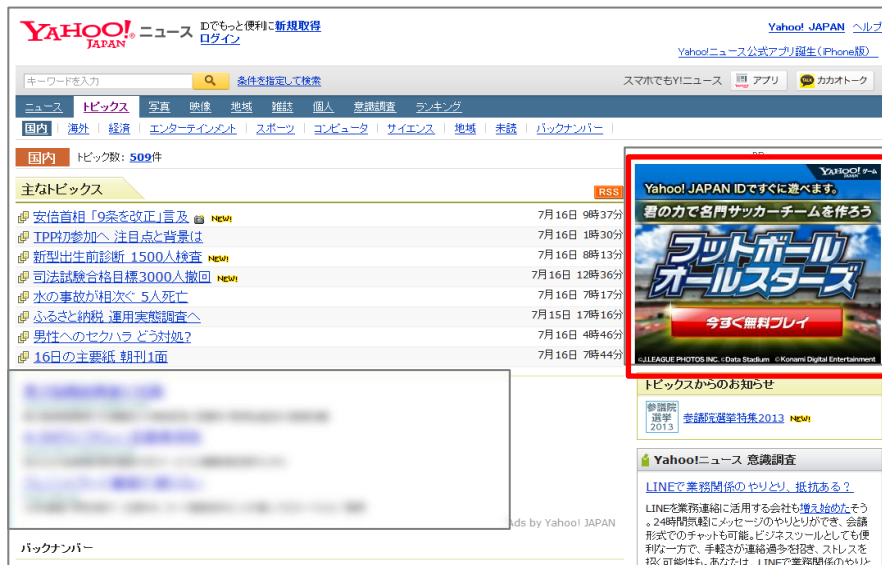 YAHOO! JAPAN ニュース IDでもっと便利に新規取得
ログイン
Yahoo! JAPAN ヘルプ
Yahoo!ニュース公式アプリ誕生(iPhone版)
キーワードを入力 条件を指定して検索 スマホでもY!ニュース アプリ カカオトーク
ニュース トピックス 写真 映像 地域 雑誌 個人 意識調査 ランキング
国内 海外 経済 エンターテインメント スポーツ コンピュータ サイエンス 地域 未読 バックナンバー
国内 トピック数: 509件
主なトピックス RSS
安倍首相「9条を改正」言及 NEW! 7月16日 9時37分
TPP初参加へ 注目点と背景は 7月16日 1時30分
新型出生前診断 1500人検査 NEW! 7月16日 8時13分
司法試験合格目標3000人撤回 NEW! 7月16日 12時36分
水の事故が相次ぐ 5人死亡 7月16日 7時17分
ふるさと納税 運用実態調査へ 7月15日 17時16分
男性へのセクハラ どう対処? 7月16日 4時46分
16日の主要紙 朝刊1面 7月16日 7時44分
Ads by Yahoo! JAPAN
バックナンバー
YAHOO! JAPAN ゲーム
Yahoo! JAPAN IDですぐに遊べます。
君の力で名門サッカーチームを作ろう
フットボール
オールスターズ
今すぐ無料プレイ
©J.LEAGUE PHOTOS INC. ©Data Stadium ©Konami Digital Entertainment
トピックスからのお知らせ
参議院
選挙
2013
参議院選挙特集2013 NEW!
Yahoo!ニュース 意識調査
LINEで業務関係のやりとり、抵抗ある?
LINEを業務連絡に活用する会社も増え始めたそう
。24時間気軽にメッセージのやりとりができ、会議
形式でのチャットも可能。ビジネスツールとしても便
利な一方で、手軽さが連絡過多を招き、ストレスを
招く可能性も。あなたは、LINEで業務関係のやりと